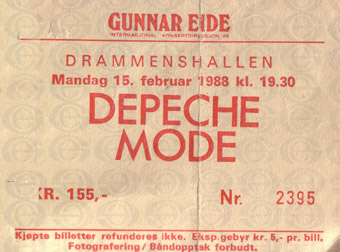 GUNNAR EIDE
INTERNASJONAL KONSERTDIREKSJON AS
DRAMMENSHALLEN
Mandag 15. februar 1988 kl. 19.30
DEPECHE
MODE
KR. 155,- Nr. 2395
Kjøpte billetter refunderes ikke. Eksp.gebyr kr. 5,- pr. bill.
Fotografering/Båndopptak forbudt.